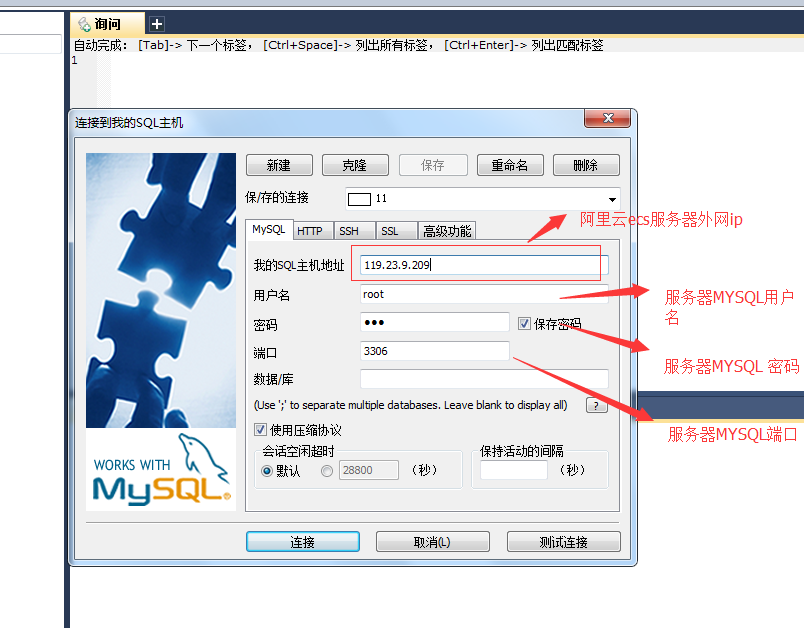 询问
自动完成: [Tab]-> 下一个标签, [Ctrl+Space]-> 列出所有标签, [Ctrl+Enter]-> 列出匹配标签
1
连接到我的SQL主机
新建 克隆 保存 重命名 删除
保/存的连接 11
MySQL HTTP SSH SSL 高级功能
阿里云ecs服务器外网ip
我的SQL主机地址 119.23.9.209
用户名 root
服务器MYSQL用户
名
密码 ●●● 保存密码
端口 3306
服务器MYSQL 密码
数据/库
(Use ';' to separate multiple databases. Leave blank to display all) ?
使用压缩协议
服务器MYSQL端口
会话空闲超时 保持活动的间隔
默认 28800 (秒) (秒)
WORKS WITH
MySQL®
连接 取消(L) 测试连接